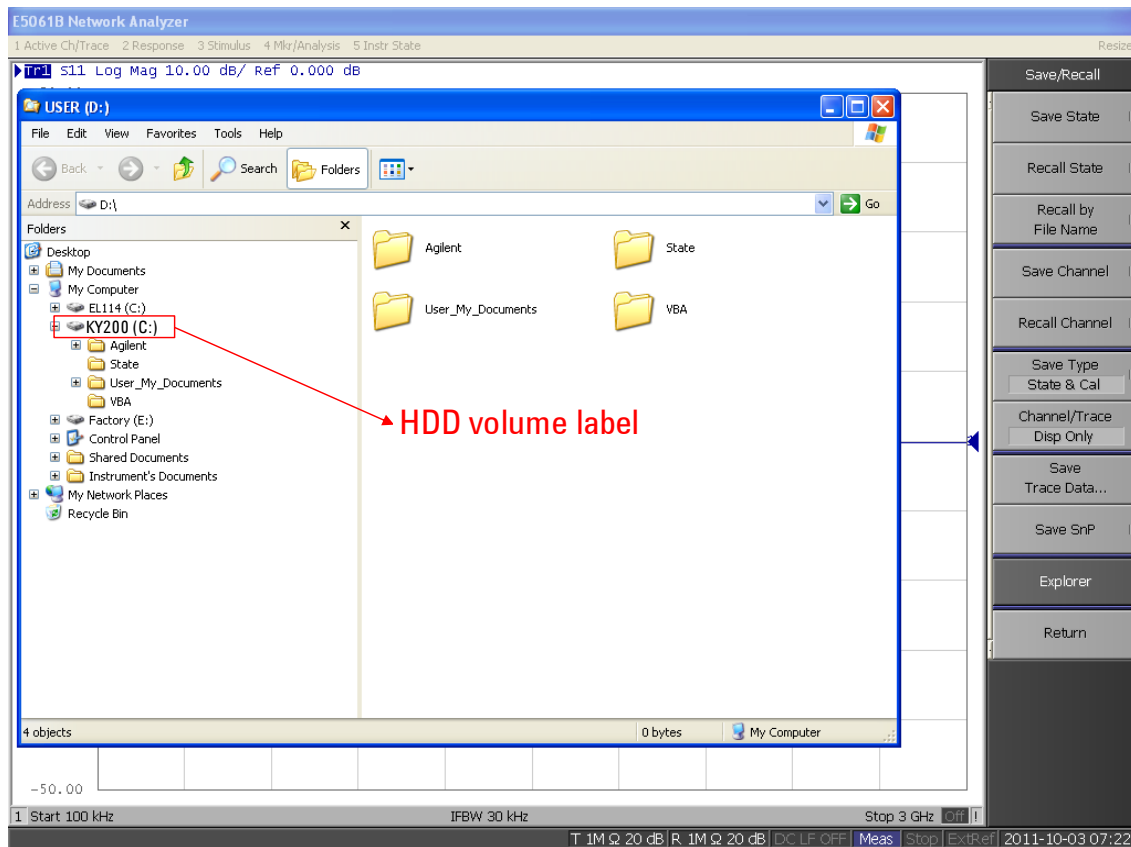 E5061B Network Analyzer
1 Active Ch/Trace 2 Response 3 Stimulus 4 Mkr/Analysis 5 Instr State
Resize
Tr1 S11 Log Mag 10.00 dB/ Ref 0.000 dB
USER (D:)
File Edit View Favorites Tools Help
Back Search Folders
Address D:\ Go
Folders x
Desktop
My Documents
My Computer
EL114 (C:)
KY200 (C:)
Agilent
State
User_My_Documents
VBA
Factory (E:)
Control Panel
Shared Documents
Instrument's Documents
My Network Places
Recycle Bin
Agilent State
User_My_Documents VBA
HDD volume label
4 objects 0 bytes My Computer
-50.00
1 Start 100 kHz IFBW 30 kHz Stop 3 GHz Off !
T 1M Ω 20 dB R 1M Ω 20 dB DC LF OFF Meas Stop ExtRef 2011-10-03 07:22
Save/Recall
Save State
Recall State
Recall by
File Name
Save Channel
Recall Channel
Save Type
State & Cal
Channel/Trace
Disp Only
Save
Trace Data...
Save SnP
Explorer
Return